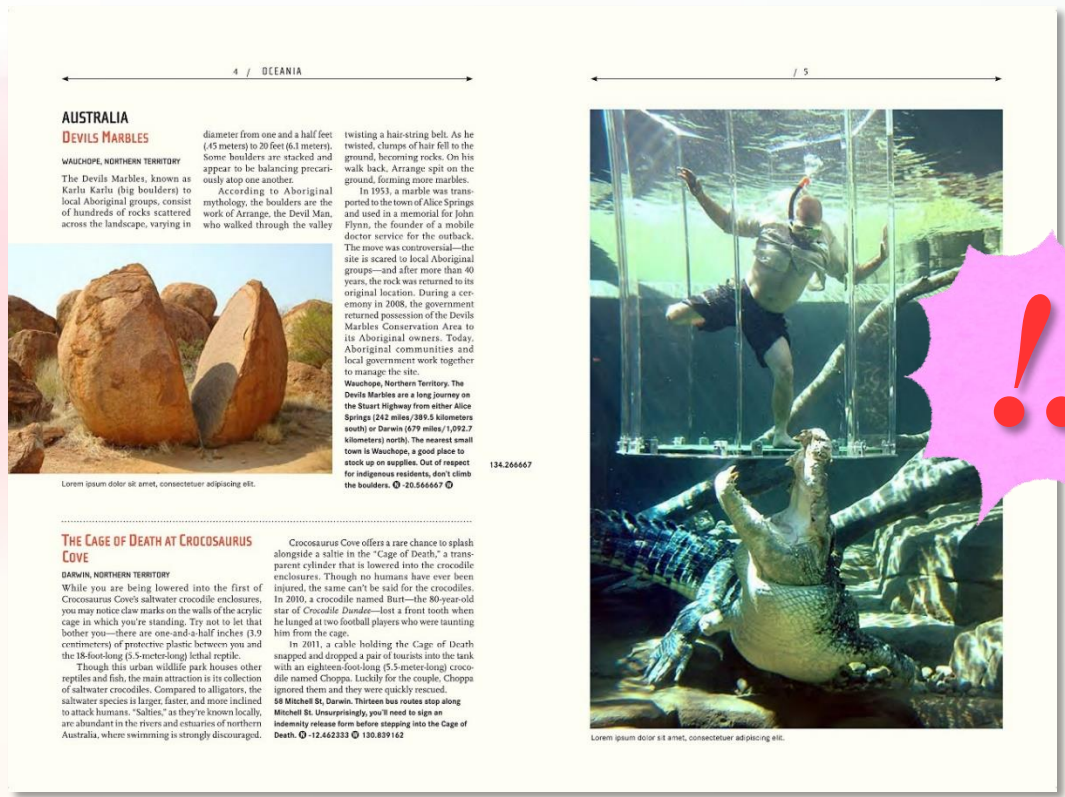 4 / OCEANIA
AUSTRALIA
DEVILS MARBLES
WAUCHOPE, NORTHERN TERRITORY
The Devils Marbles, known as
Karlu Karlu (big boulders) to
local Aboriginal groups, consist
of hundreds of rocks scattered
across the landscape, varying in
diameter from one and a half feet
(.45 meters) to 20 feet (6.1 meters).
Some boulders are stacked and
appear to be balancing precari-
ously atop one another.
According to Aboriginal
mythology, the boulders are the
work of Arrange, the Devil Man,
who walked through the valley
twisting a hair-string belt. As he
twisted, clumps of hair fell to the
ground, becoming rocks. On his
walk back, Arrange spit on the
ground, forming more marbles.
In 1953, a marble was trans-
ported to the town of Alice Springs
and used in a memorial for John
Flynn, the founder of a mobile
doctor service for the outback.
The move was controversial—the
site is scared to local Aboriginal
groups—and after more than 40
years, the rock was returned to its
original location. During a cer-
emony in 2008, the government
returned possession of the Devils
Marbles Conservation Area to
its Aboriginal owners. Today,
Aboriginal communities and
local government work together
to manage the site.
Wauchope, Northern Territory. The
Devils Marbles are a long journey on
the Stuart Highway from either Alice
Springs (242 miles/389.5 kilometers
south) or Darwin (679 miles/1,092.7
kilometers) north). The nearest small
town is Wauchope, a good place to
stock up on supplies. Out of respect
for indigenous residents, don't climb
the boulders. N -20.566667 W
134.266667
Lorem ipsum dolor sit amet, consectetuer adipiscing elit.
THE CAGE OF DEATH AT CROCOSAURUS
COVE
DARWIN, NORTHERN TERRITORY
While you are being lowered into the first of
Crocosaurus Cove's saltwater crocodile enclosures,
you may notice claw marks on the walls of the acrylic
cage in which you're standing. Try not to let that
bother you—there are one-and-a-half inches (3.9
centimeters) of protective plastic between you and
the 18-foot-long (5.5-meter-long) lethal reptile.
Though this urban wildlife park houses other
reptiles and fish, the main attraction is its collection
of saltwater crocodiles. Compared to alligators, the
saltwater species is larger, faster, and more inclined
to attack humans. "Salties," as they're known locally,
are abundant in the rivers and estuaries of northern
Australia, where swimming is strongly discouraged.
Crocosaurus Cove offers a rare chance to splash
alongside a saltie in the "Cage of Death," a trans-
parent cylinder that is lowered into the crocodile
enclosures. Though no humans have ever been
injured, the same can't be said for the crocodiles.
In 2010, a crocodile named Burt—the 80-year-old
star of Crocodile Dundee—lost a front tooth when
he lunged at two football players who were taunting
him from the cage.
In 2011, a cable holding the Cage of Death
snapped and dropped a pair of tourists into the tank
with an eighteen-foot-long (5.5-meter-long) croco-
dile named Choppa. Luckily for the couple, Choppa
ignored them and they were quickly rescued.
58 Mitchell St, Darwin. Thirteen bus routes stop along
Mitchell St. Unsurprisingly, you'll need to sign an
indemnity release form before stepping into the Cage of
Death. N -12.462333 W 130.839162
/ 5
Lorem ipsum dolor sit amet, consectetuer adipiscing elit.
!